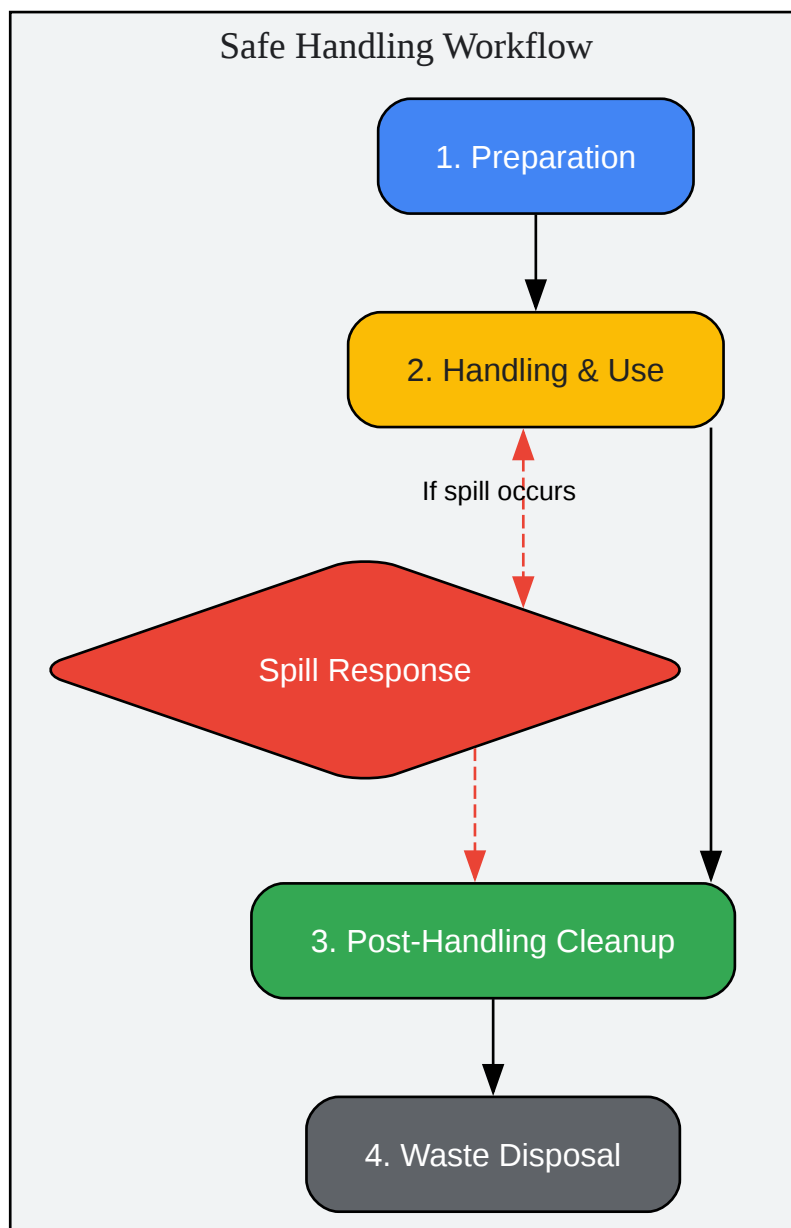 Safe Handling Workflow
1. Preparation
2. Handling & Use
If spill occurs
Spill Response
3. Post-Handling Cleanup
4. Waste Disposal